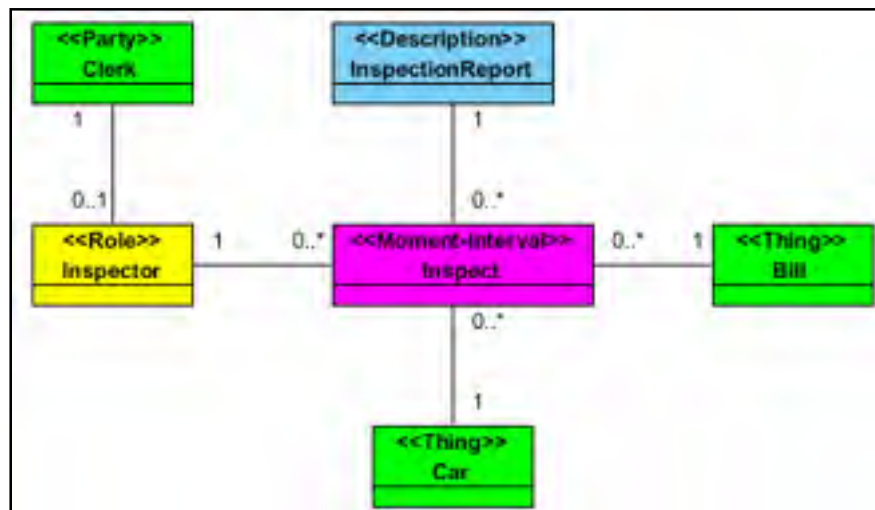 <<Party>>
Clerk
<<Description>>
InspectionReport
1
1
0..1
0..*
<<Role>>
Inspector
1
0..*
<<Moment-Interval>>
Inspect
0..*
1
<<Thing>>
Bill
0..*
1
<<Thing>>
Car